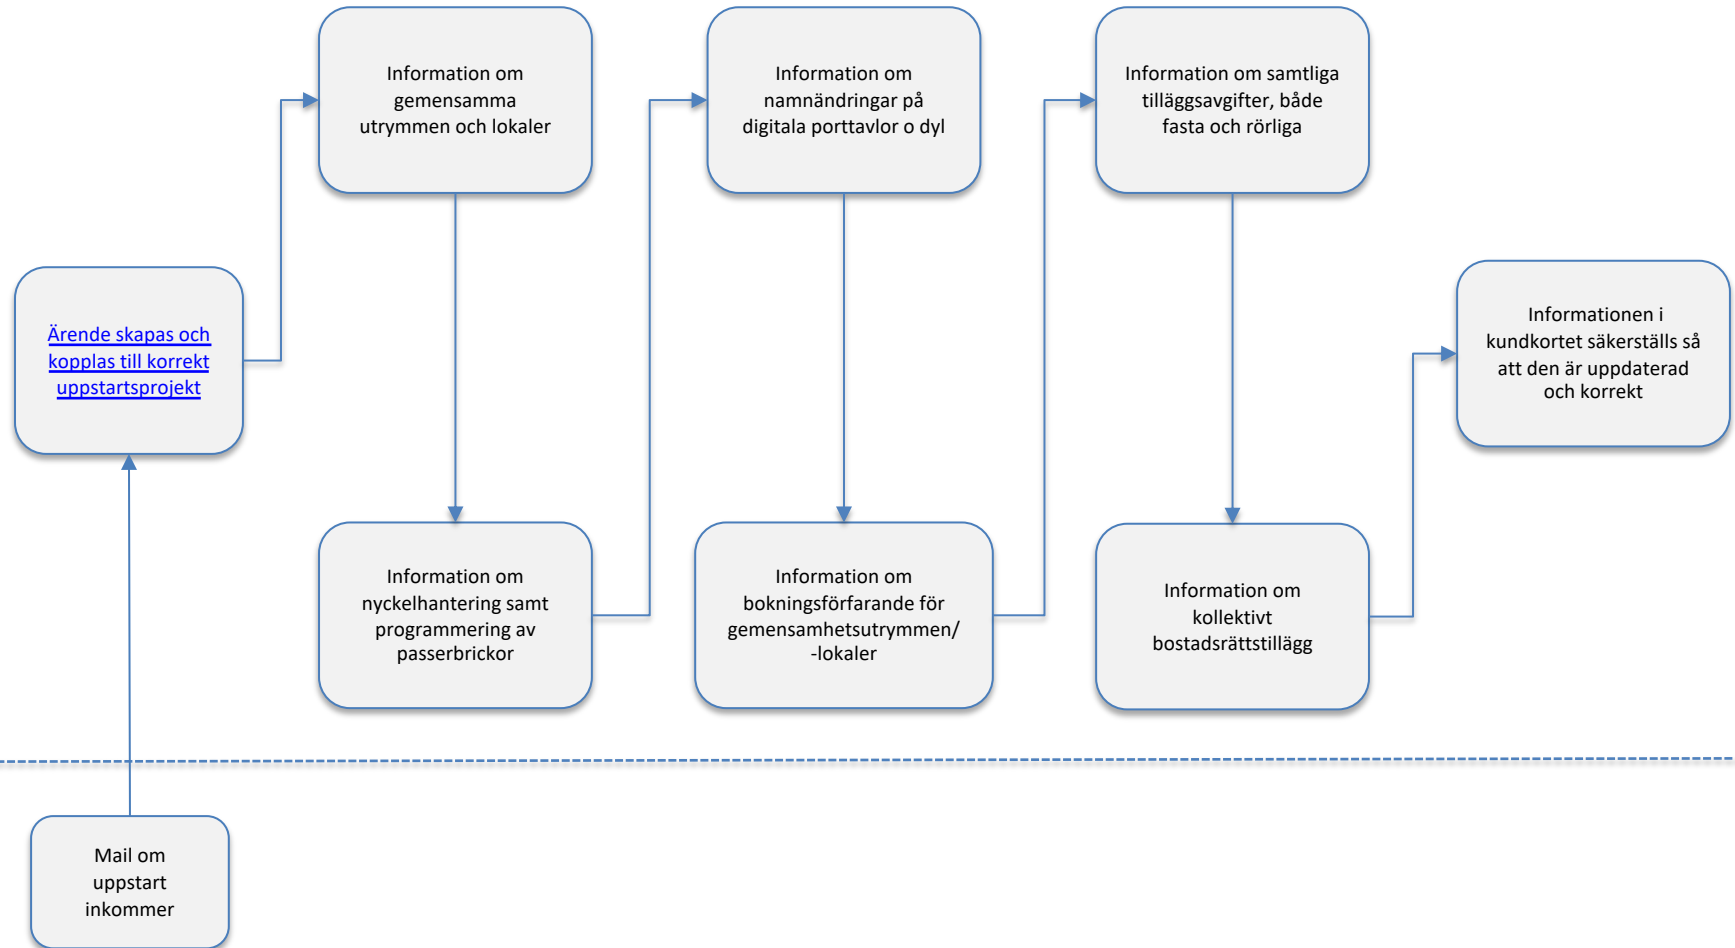 Information om
gemensamma
utrymmen och lokaler
Information om
namnändringar på
digitala porttavlor o dyl
Information om samtliga
tilläggsavgifter, både
fasta och rörliga
Ärende skapas och
kopplas till korrekt
uppstartsprojekt
Informationen i
kundkortet säkerställs så
att den är uppdaterad
och korrekt
Information om
nyckelhantering samt
programmering av
passerbrickor
Information om
bokningsförfarande för
gemensamhetsutrymmen/
-lokaler
Information om
kollektivt
bostadsrättstillägg
Mail om
uppstart
inkommer